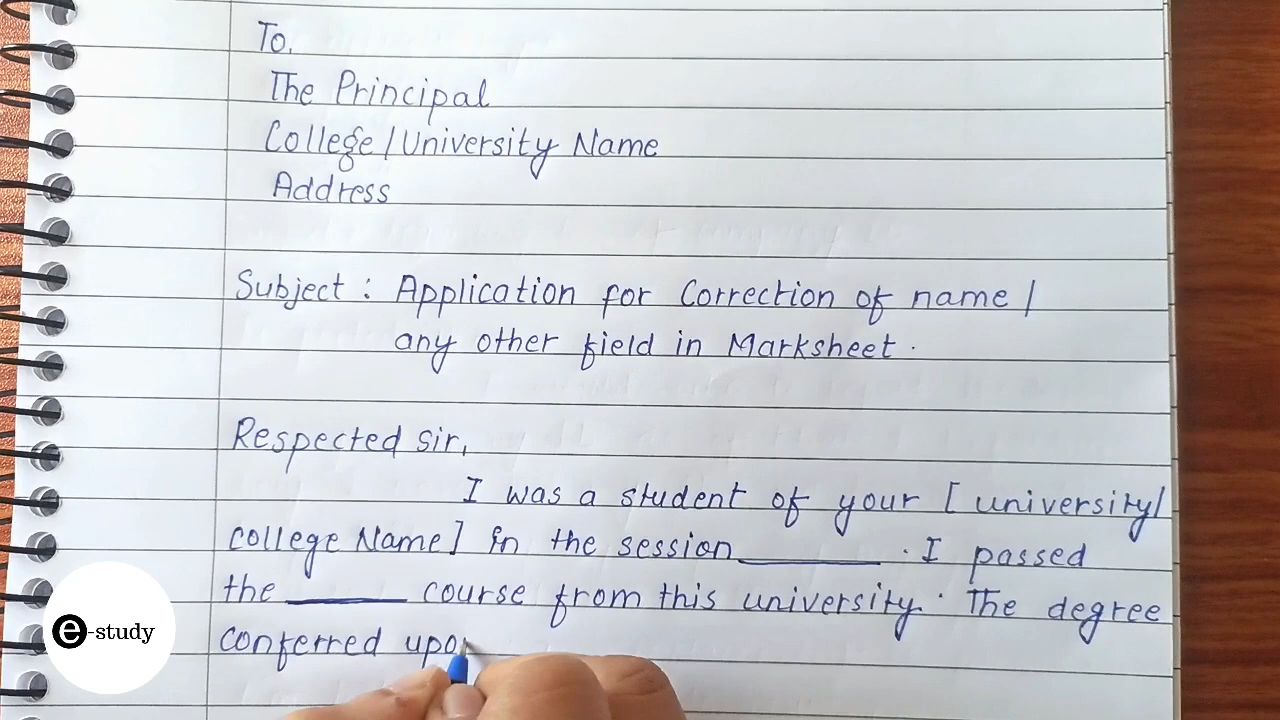 To,
The Principal
College/University Name
Address
Subject : Application for Correction of name/
any other field in Marksheet.
Respected sir,
I was a student of your [university/
college Name] in the session ________. I passed
the ________ course from this university. The degree
conferred upo
e-study